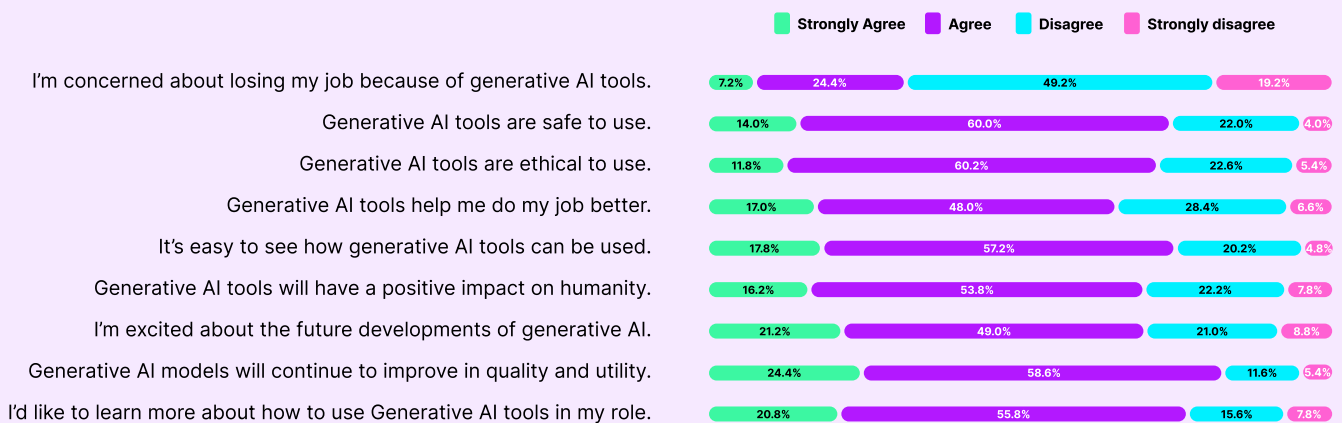 Strongly Agree Agree Disagree Strongly disagree
I’m concerned about losing my job because of generative AI tools. 7.2% 24.4% 49.2% 19.2%
Generative AI tools are safe to use. 14.0% 60.0% 22.0% 4.0%
Generative AI tools are ethical to use. 11.8% 60.2% 22.6% 5.4%
Generative AI tools help me do my job better. 17.0% 48.0% 28.4% 6.6%
It’s easy to see how generative AI tools can be used. 17.8% 57.2% 20.2% 4.8%
Generative AI tools will have a positive impact on humanity. 16.2% 53.8% 22.2% 7.8%
I’m excited about the future developments of generative AI. 21.2% 49.0% 21.0% 8.8%
Generative AI models will continue to improve in quality and utility. 24.4% 58.6% 11.6% 5.4%
I’d like to learn more about how to use Generative AI tools in my role. 20.8% 55.8% 15.6% 7.8%